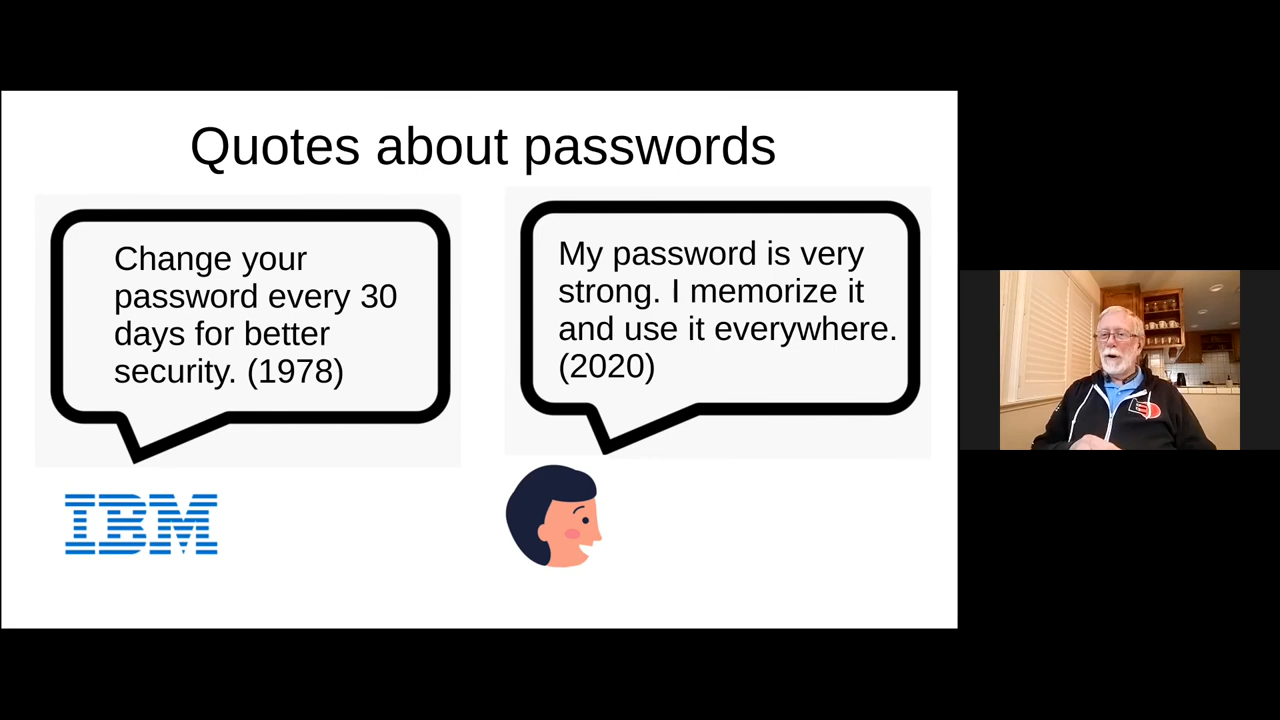 Quotes about passwords
Change your
password every 30
days for better
security. (1978)
My password is very
strong. I memorize it
and use it everywhere.
(2020)
IBM